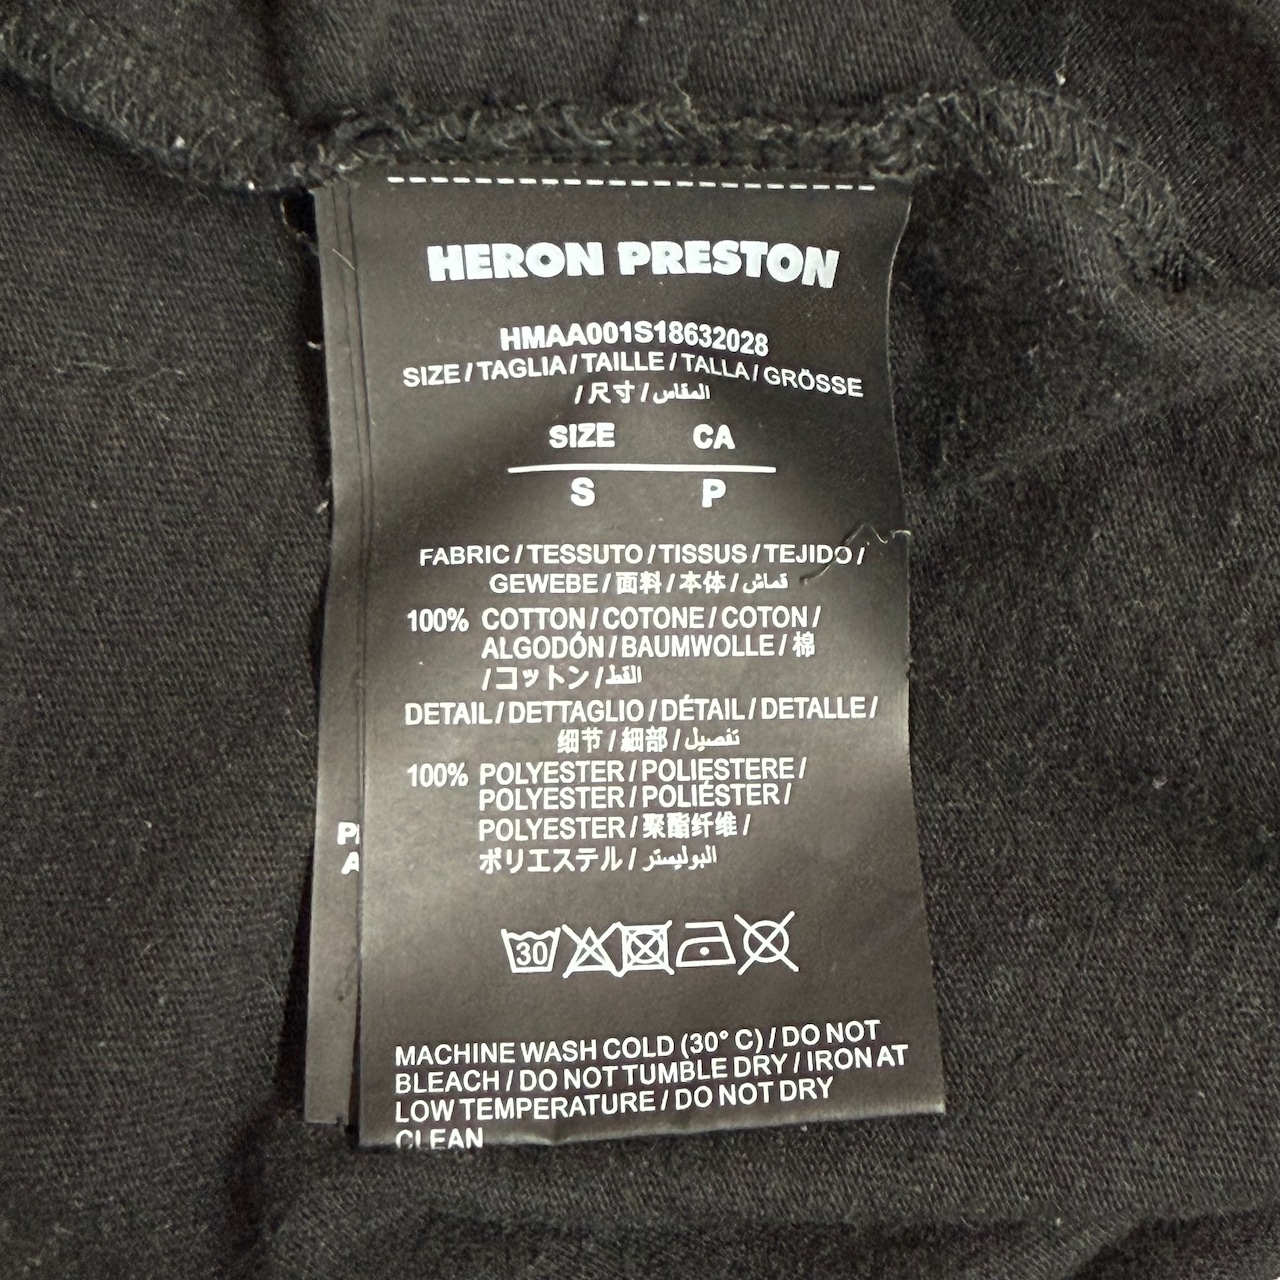 HERON PRESTON
HMAA001S18632028
SIZE / TAGLIA / TAILLE / TALLA / GRÖSSE
/ 尺寸 / المقاس
SIZE CA
S P
FABRIC / TESSUTO / TISSUS / TEJIDO /
GEWEBE / 面料 / 本体 / قماش
100% COTTON / COTONE / COTON /
ALGODÓN / BAUMWOLLE / 棉
/ コットン / القط
DETAIL / DETTAGLIO / DÉTAIL / DETALLE /
细节 / 細部 / تفصيل
100% POLYESTER / POLIESTERE /
POLYESTER / POLIÉSTER /
POLYESTER / 聚酯纤维 /
ポリエステル / البوليستر
30
MACHINE WASH COLD (30° C) / DO NOT
BLEACH / DO NOT TUMBLE DRY / IRON AT
LOW TEMPERATURE / DO NOT DRY
CLEAN